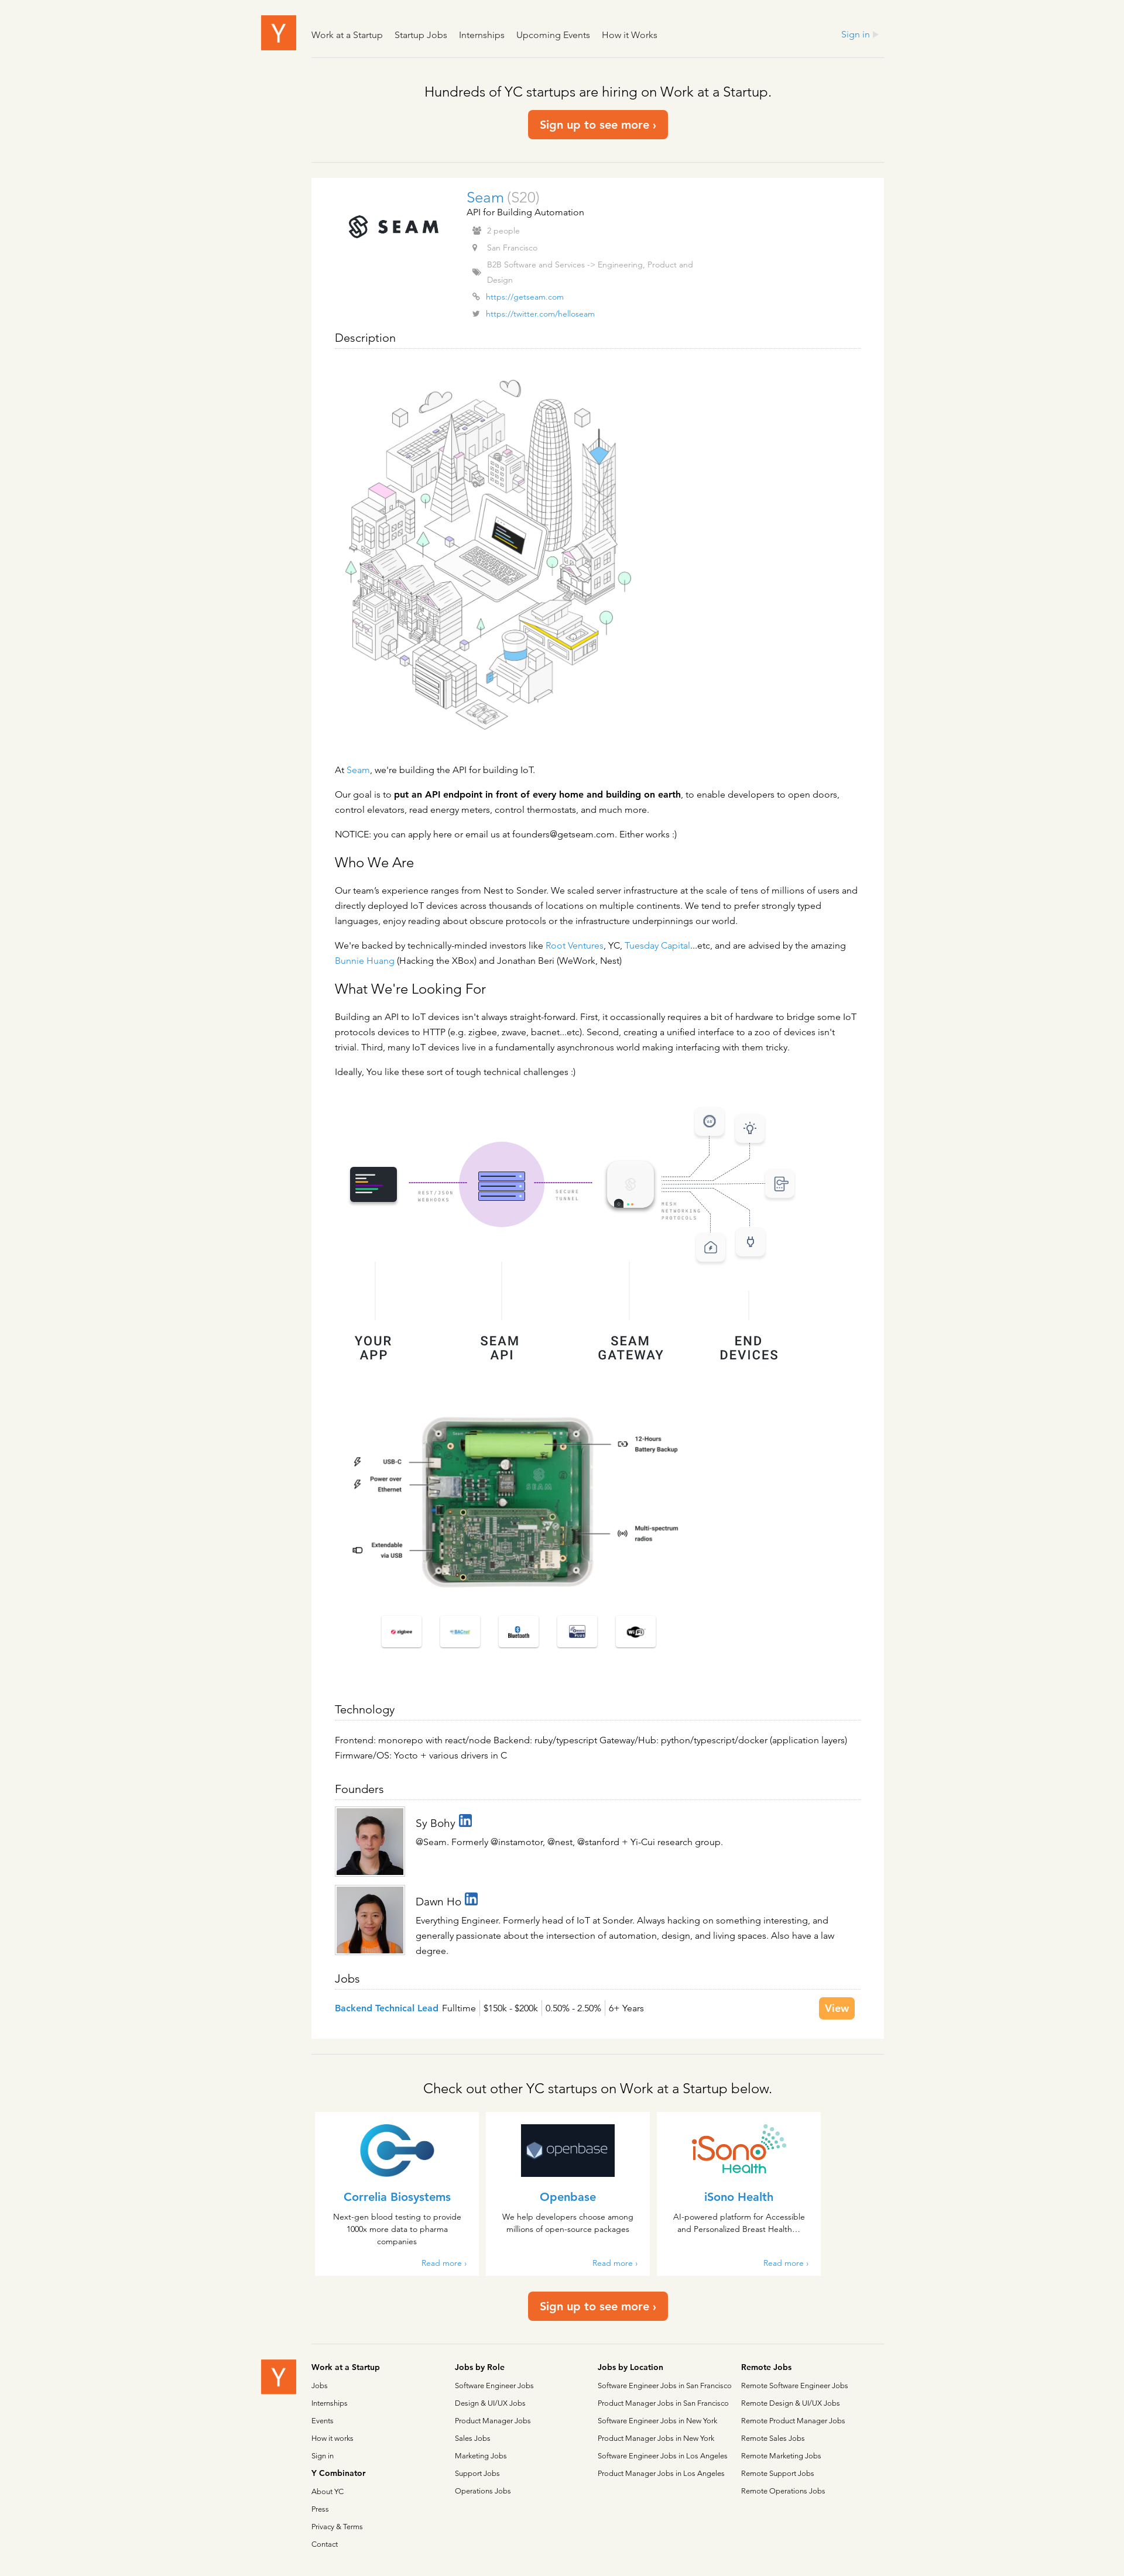 Y
Work at a Startup
Startup Jobs
Internships
Upcoming Events
How it Works
Sign in
Hundreds of YC startups are hiring on Work at a Startup.
Sign up to see more ›
SEAM
Seam (S20)
API for Building Automation
2 people
San Francisco
B2B Software and Services -> Engineering, Product and
Design
https://getseam.com
https://twitter.com/helloseam
Description
At Seam, we're building the API for building IoT.
Our goal is to put an API endpoint in front of every home and building on earth, to enable developers to open doors,
control elevators, read energy meters, control thermostats, and much more.
NOTICE: you can apply here or email us at founders@getseam.com. Either works :)
Who We Are
Our team’s experience ranges from Nest to Sonder. We scaled server infrastructure at the scale of tens of millions of users and
directly deployed IoT devices across thousands of locations on multiple continents. We tend to prefer strongly typed
languages, enjoy reading about obscure protocols or the infrastructure underpinnings our world.
We're backed by technically-minded investors like Root Ventures, YC, Tuesday Capital...etc, and are advised by the amazing
Bunnie Huang (Hacking the XBox) and Jonathan Beri (WeWork, Nest)
What We're Looking For
Building an API to IoT devices isn't always straight-forward. First, it occassionally requires a bit of hardware to bridge some IoT
protocols devices to HTTP (e.g. zigbee, zwave, bacnet...etc). Second, creating a unified interface to a zoo of devices isn't
trivial. Third, many IoT devices live in a fundamentally asynchronous world making interfacing with them tricky.
Ideally, You like these sort of tough technical challenges :)
REST/JSON
WEBHOOKS
SECURE
TUNNEL
MESH
NETWORKING
PROTOCOLS
YOUR
APP
SEAM
API
SEAM
GATEWAY
END
DEVICES
12-Hours
Battery Backup
USB-C
Power over
Ethernet
SEAM
Multi-spectrum
radios
Extendable
via USB
zigbee
BACnet
Bluetooth
WiFi
Technology
Frontend: monorepo with react/node Backend: ruby/typescript Gateway/Hub: python/typescript/docker (application layers)
Firmware/OS: Yocto + various drivers in C
Founders
Sy Bohy in
@Seam. Formerly @instamotor, @nest, @stanford + Yi-Cui research group.
Dawn Ho in
Everything Engineer. Formerly head of IoT at Sonder. Always hacking on something interesting, and
generally passionate about the intersection of automation, design, and living spaces. Also have a law
degree.
Jobs
Backend Technical Lead Fulltime $150k - $200k 0.50% - 2.50% 6+ Years
View
Check out other YC startups on Work at a Startup below.
Correlia Biosystems
Next-gen blood testing to provide
1000x more data to pharma
companies
Read more ›
openbase
Openbase
We help developers choose among
millions of open-source packages
Read more ›
iSono
Health
iSono Health
AI-powered platform for Accessible
and Personalized Breast Health…
Read more ›
Sign up to see more ›
Y
Work at a Startup
Jobs
Internships
Events
How it works
Sign in
Y Combinator
About YC
Press
Privacy & Terms
Contact
Jobs by Role
Software Engineer Jobs
Design & UI/UX Jobs
Product Manager Jobs
Sales Jobs
Marketing Jobs
Support Jobs
Operations Jobs
Jobs by Location
Software Engineer Jobs in San Francisco
Product Manager Jobs in San Francisco
Software Engineer Jobs in New York
Product Manager Jobs in New York
Software Engineer Jobs in Los Angeles
Product Manager Jobs in Los Angeles
Remote Jobs
Remote Software Engineer Jobs
Remote Design & UI/UX Jobs
Remote Product Manager Jobs
Remote Sales Jobs
Remote Marketing Jobs
Remote Support Jobs
Remote Operations Jobs